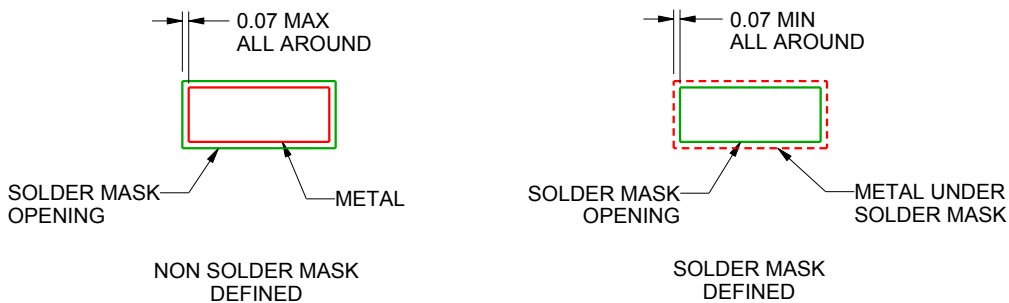 0.07 MAX
ALL AROUND
SOLDER MASK
OPENING
METAL
NON SOLDER MASK
DEFINED
0.07 MIN
ALL AROUND
SOLDER MASK
OPENING
METAL UNDER
SOLDER MASK
SOLDER MASK
DEFINED